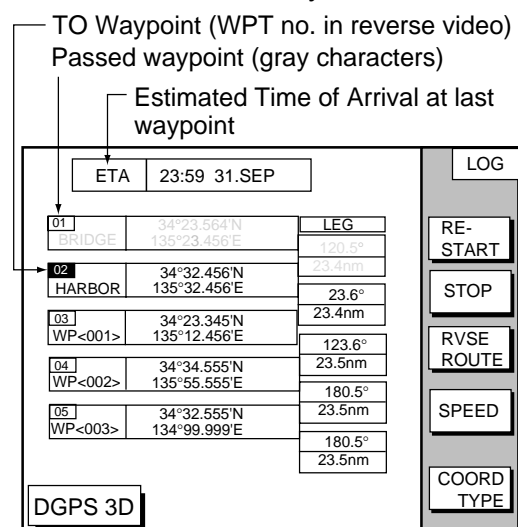 TO Waypoint (WPT no. in reverse video)
Passed waypoint (gray characters)
Estimated Time of Arrival at last
waypoint
LOG
ETA 23:59 31.SEP
01 34°23.564'N LEG
BRIDGE 135°23.456'E 120.5°
23.4nm
02 34°32.456'N
HARBOR 135°32.456'E 23.6°
23.4nm
03 34°23.345'N
WP<001> 135°12.456'E 123.6°
23.5nm
04 34°34.555'N
WP<002> 135°55.555'E 180.5°
23.5nm
05 34°32.555'N
WP<003> 134°99.999'E 180.5°
23.5nm
RE-
START
STOP
RVSE
ROUTE
SPEED
COORD
TYPE
DGPS 3D